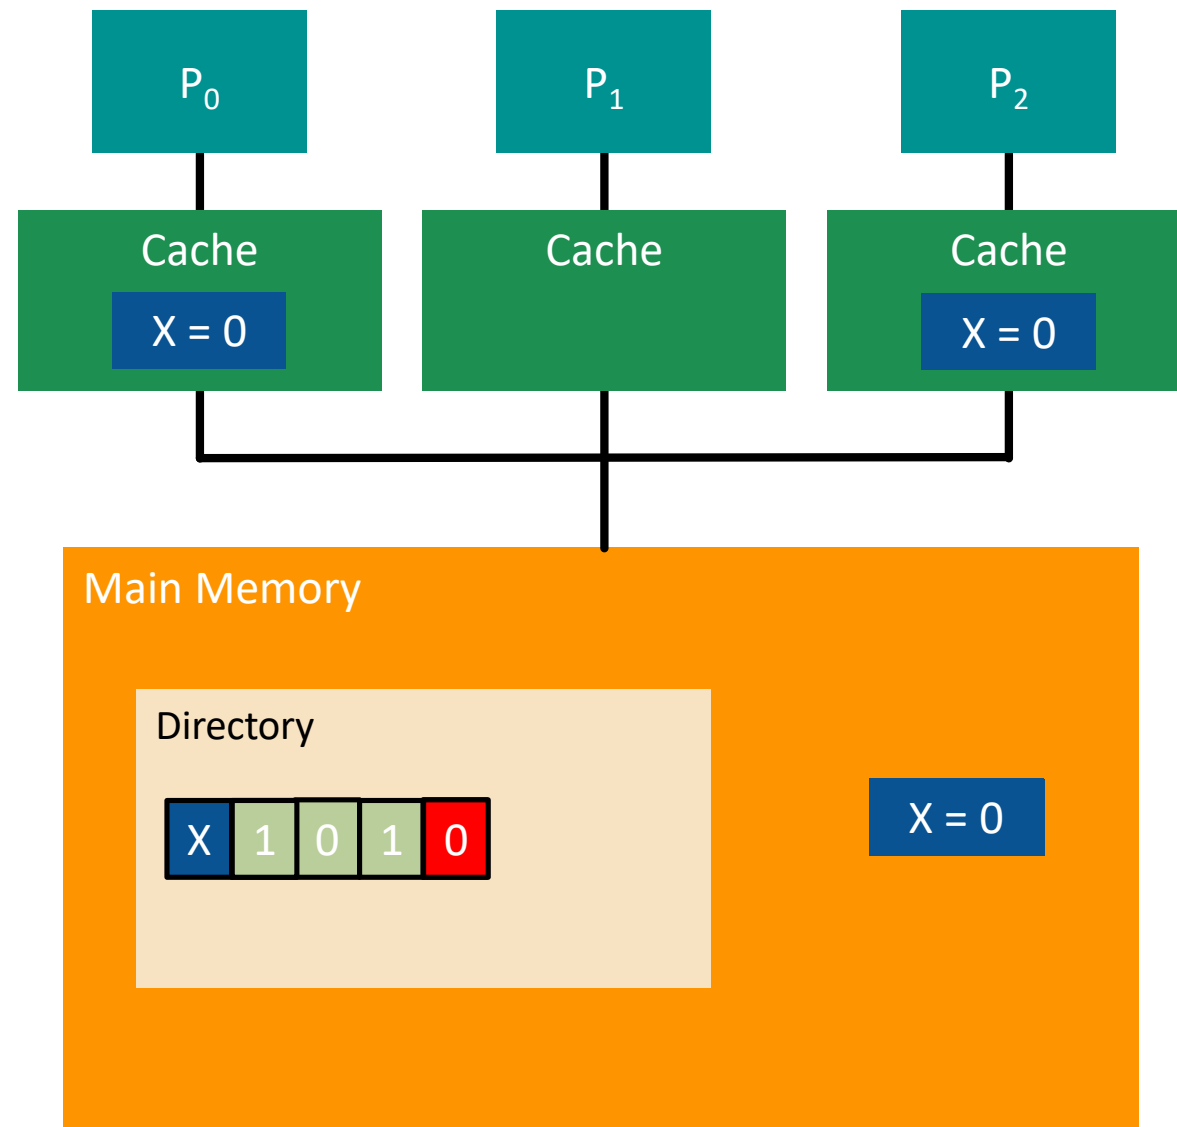 P₀
P₁
P₂
Cache
Cache
Cache
X = 0
X = 0
Main Memory
Directory
X 1 0 1 0
X = 0